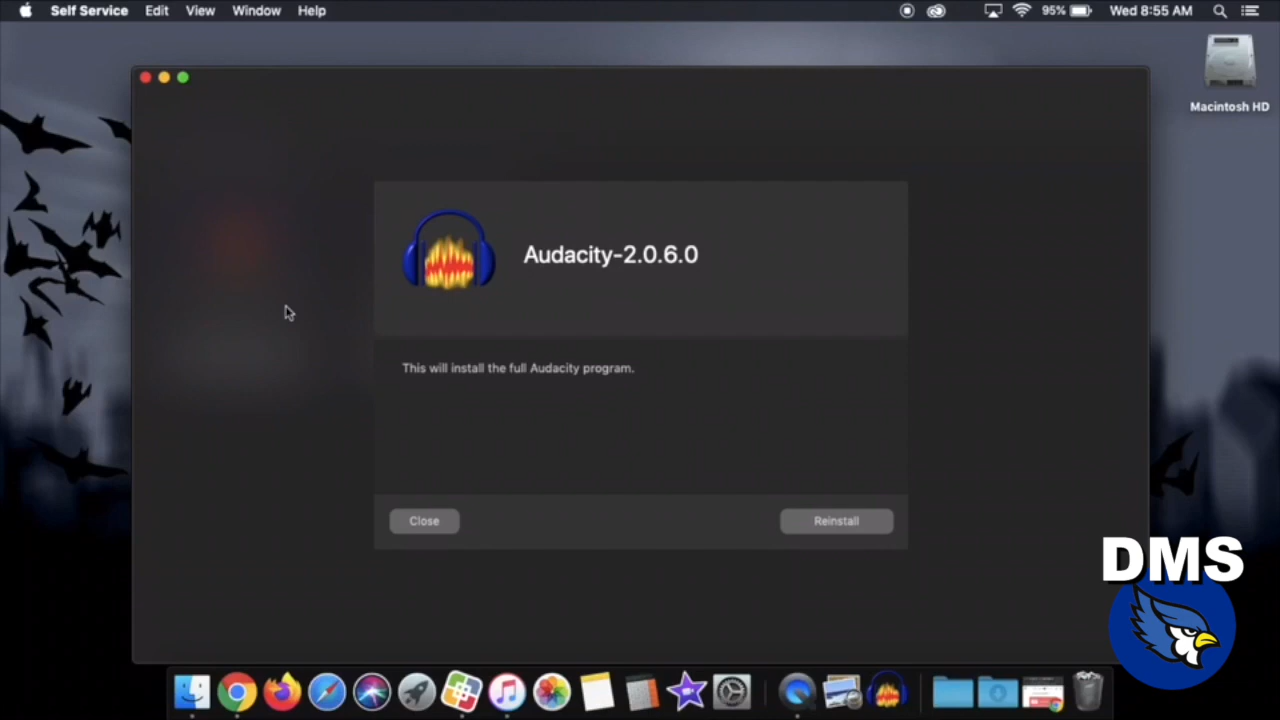 Self Service Edit View Window Help 95% Wed 8:55 AM
Macintosh HD
Audacity-2.0.6.0
This will install the full Audacity program.
Close Reinstall
DMS